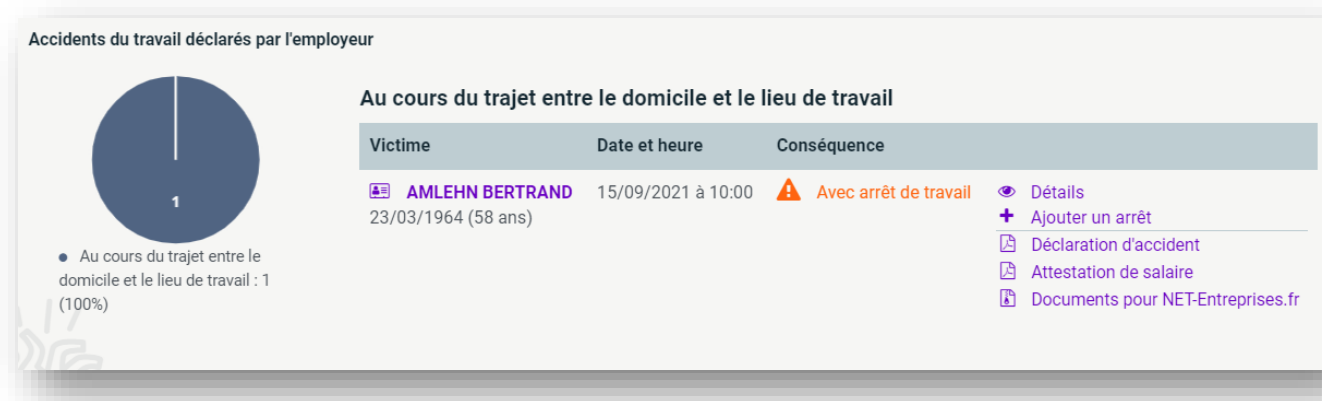 Accidents du travail déclarés par l'employeur
1
● Au cours du trajet entre le
domicile et le lieu de travail : 1
(100%)
Au cours du trajet entre le domicile et le lieu de travail
Victime Date et heure Conséquence
AMLEHN BERTRAND 15/09/2021 à 10:00 Avec arrêt de travail Détails
23/03/1964 (58 ans) Ajouter un arrêt
Déclaration d'accident
Attestation de salaire
Documents pour NET-Entreprises.fr